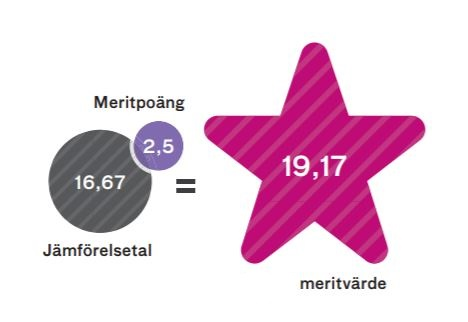 Meritpoäng
2,5
16,67
=
19,17
Jämförelsetal
meritvärde